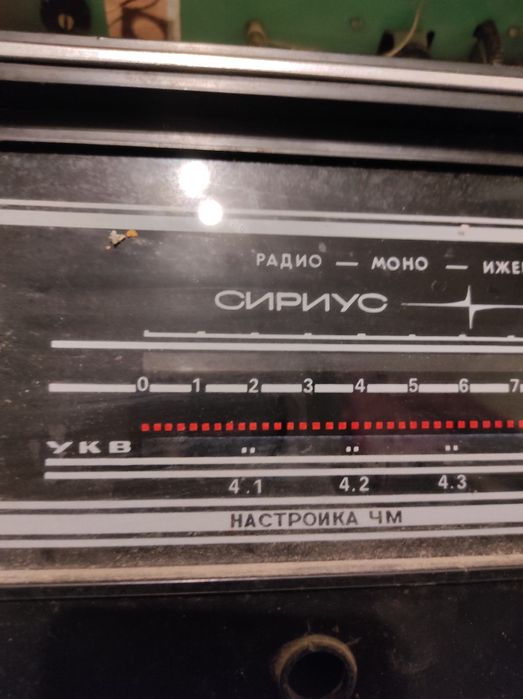 РАДИО — МОНО — ИЖЕ
СИРИУС
0 1 2 3 4 5 6 7
УКВ
4.1 4.2 4.3
НАСТРОЙКА ЧМ